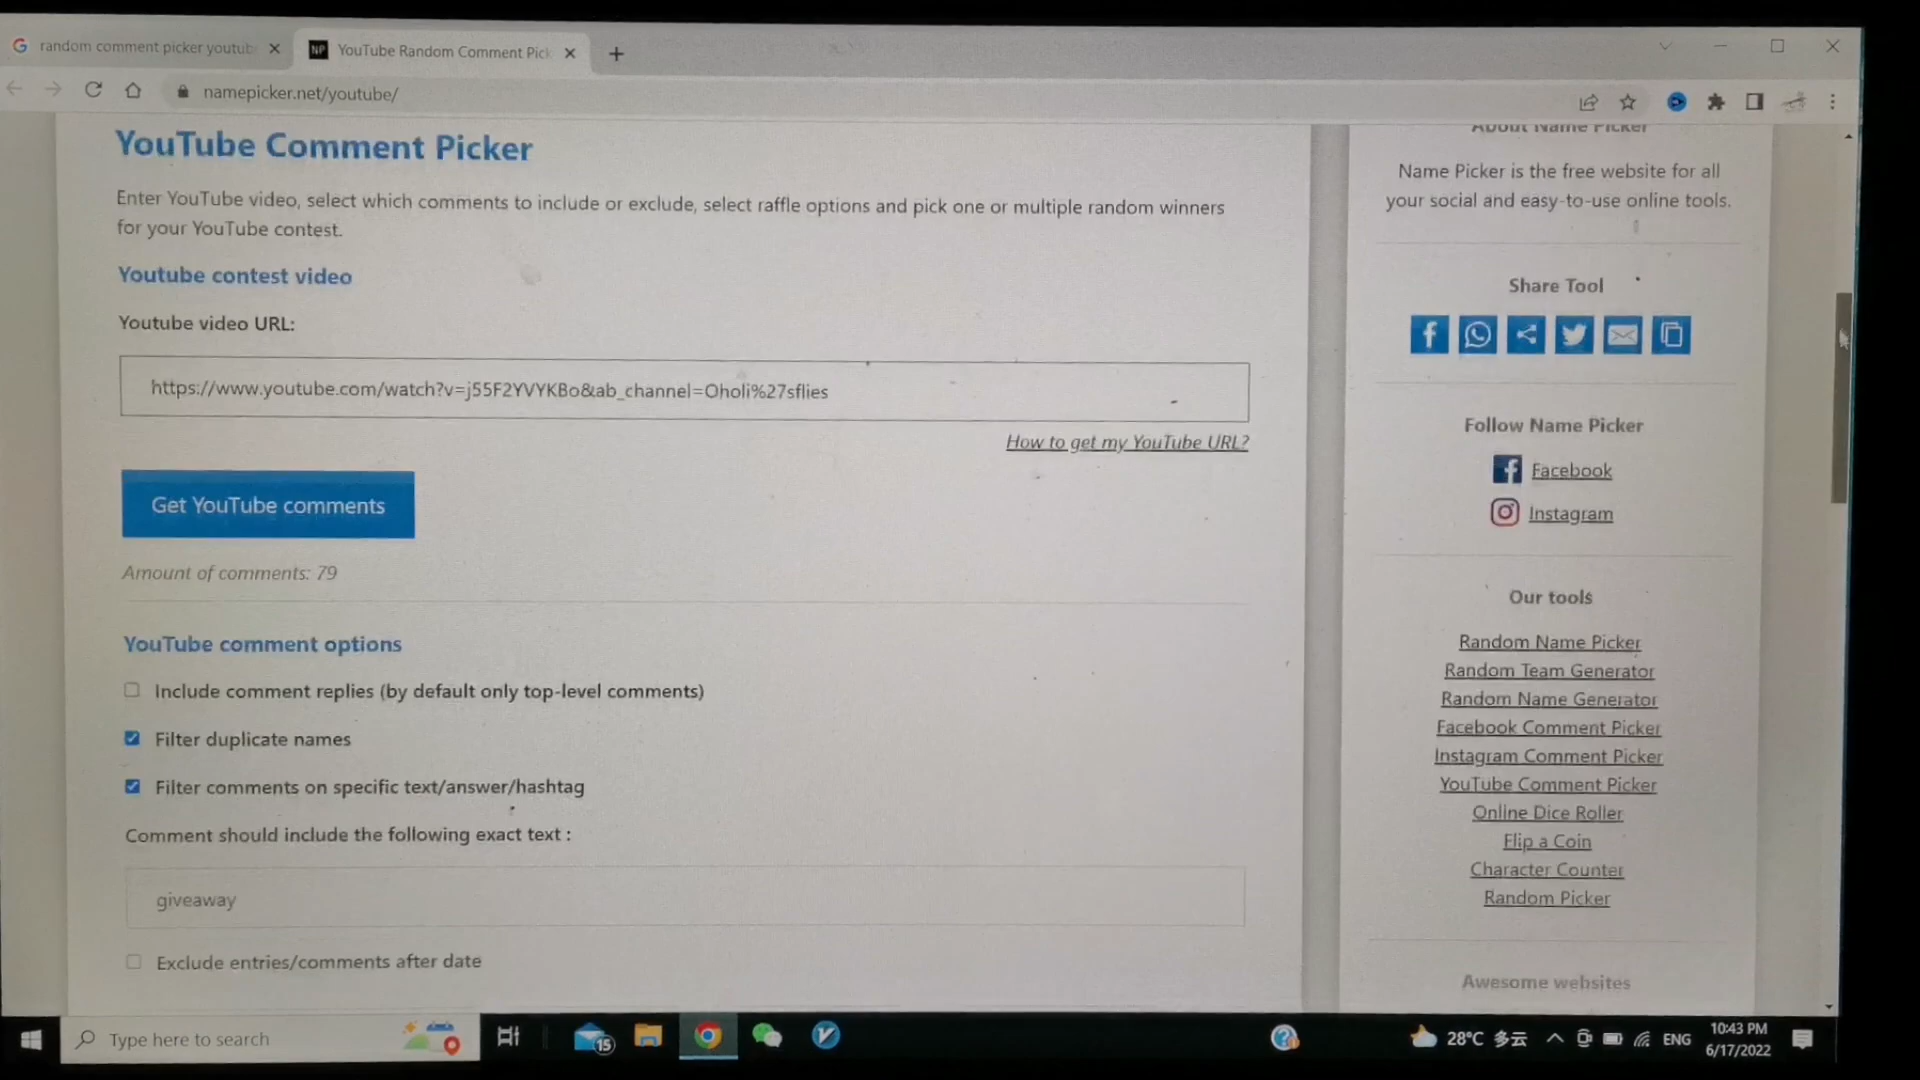 random comment picker youtub
NP
YouTube Random Comment Pick
namepicker.net/youtube/
YouTube Comment Picker
Enter YouTube video, select which comments to include or exclude, select raffle options and pick one or multiple random winners
for your YouTube contest.
Youtube contest video
Youtube video URL:
https://www.youtube.com/watch?v=j55F2YVYKBo&ab_channel=Oholi%27sflies
How to get my YouTube URL?
Get YouTube comments
Amount of comments: 79
YouTube comment options
Include comment replies (by default only top-level comments)
Filter duplicate names
Filter comments on specific text/answer/hashtag
Comment should include the following exact text :
giveaway
Exclude entries/comments after date
About Name Picker
Name Picker is the free website for all
your social and easy-to-use online tools.
Share Tool
Follow Name Picker
Facebook
Instagram
Our tools
Random Name Picker
Random Team Generator
Random Name Generator
Facebook Comment Picker
Instagram Comment Picker
YouTube Comment Picker
Online Dice Roller
Flip a Coin
Character Counter
Random Picker
Awesome websites
Type here to search
15
28°C 多云
ENG
10:43 PM
6/17/2022